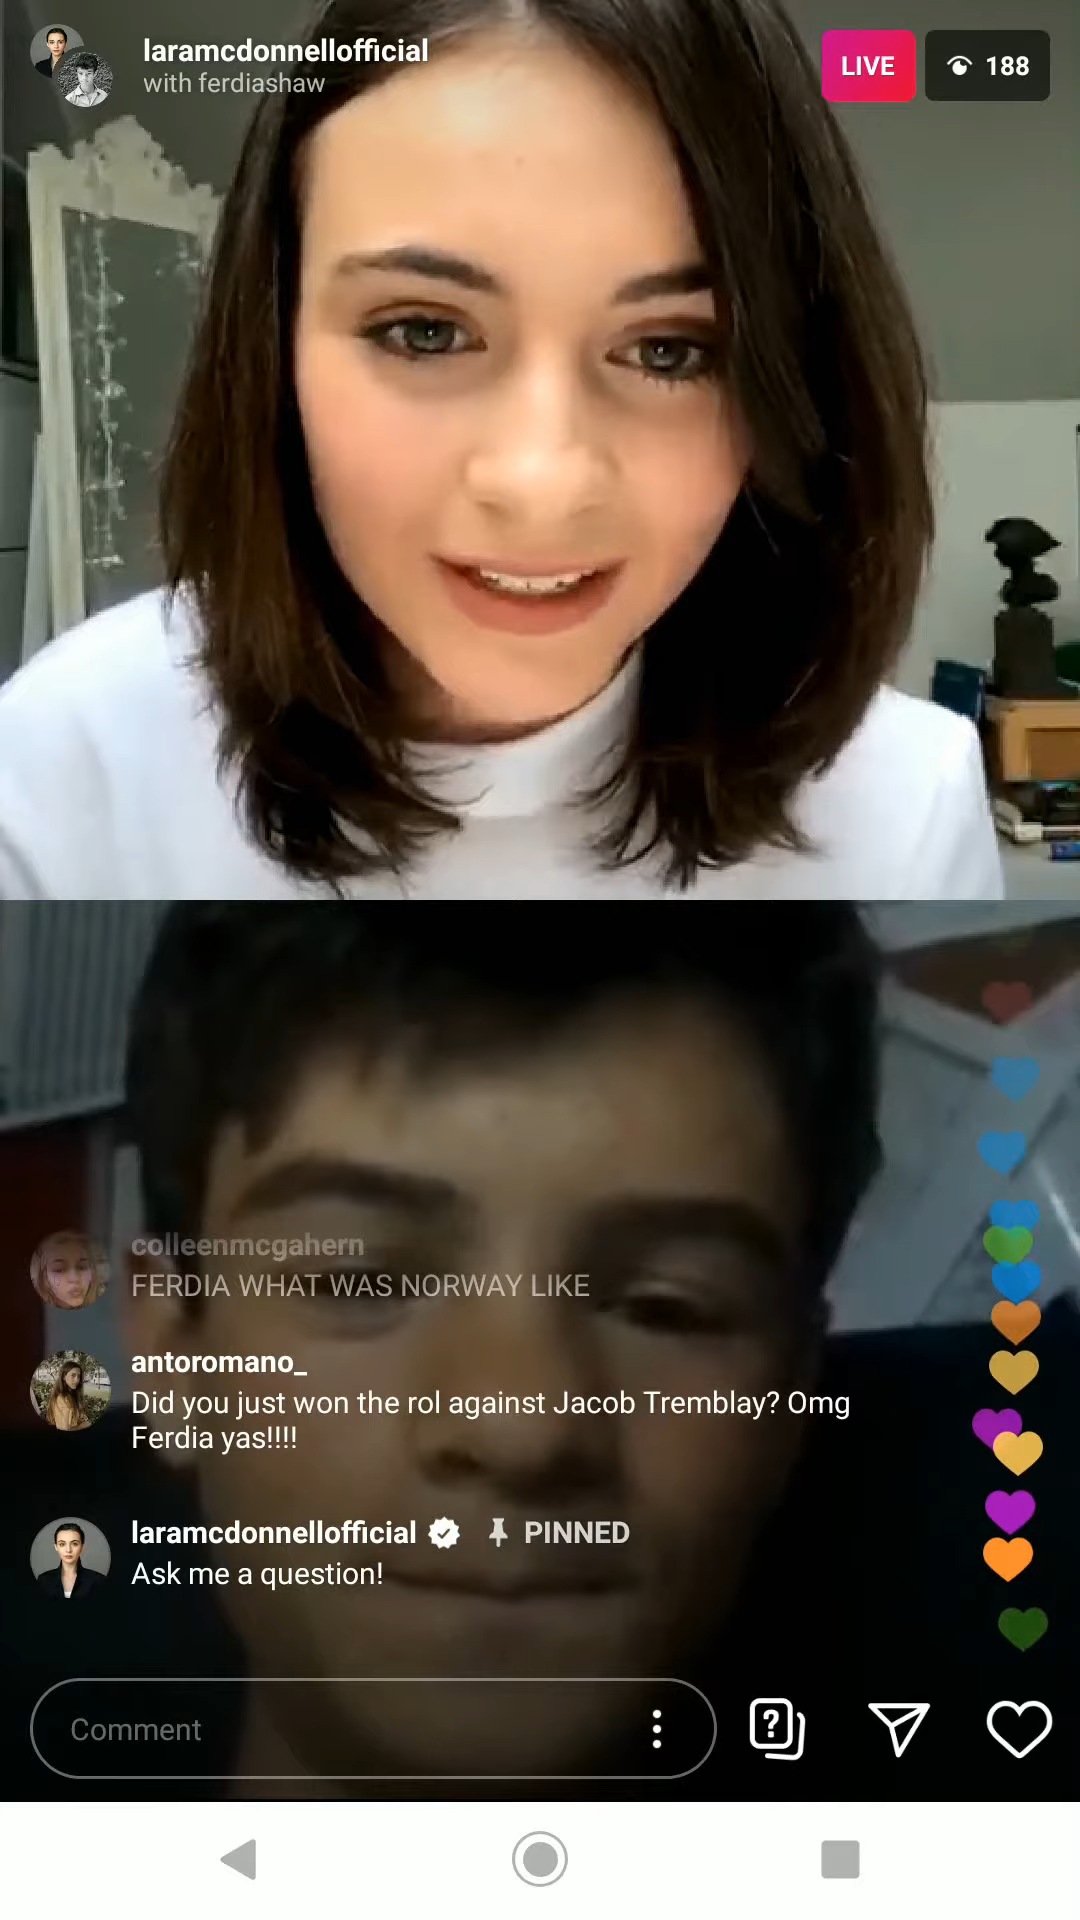 laramcdonnellofficial
with ferdiashaw
LIVE
188
colleenmcgahern
FERDIA WHAT WAS NORWAY LIKE
antoromano_
Did you just won the rol against Jacob Tremblay? Omg
Ferdia yas!!!!
laramcdonnellofficial PINNED
Ask me a question!
Comment